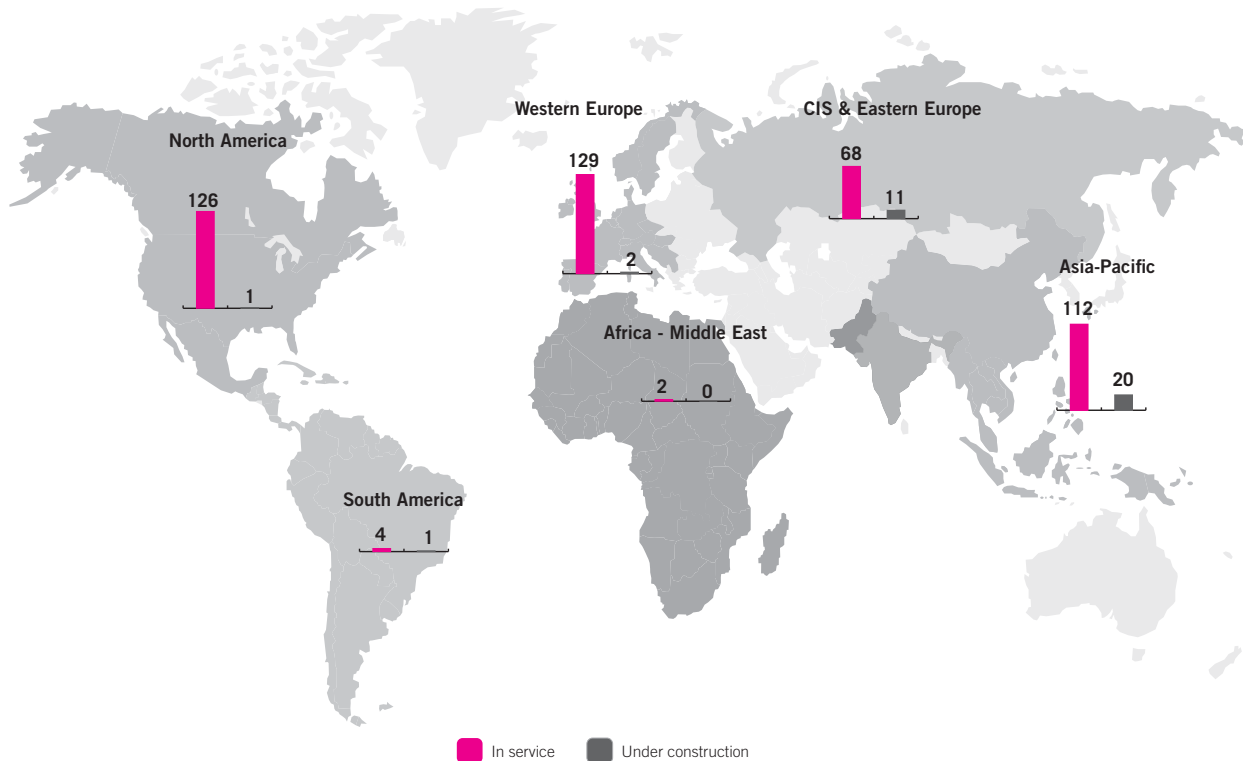 Western Europe
CIS & Eastern Europe
North America
129
68
126
11
2
Asia-Pacific
1
112
Africa - Middle East
20
2
0
South America
4
1
In service
Under construction